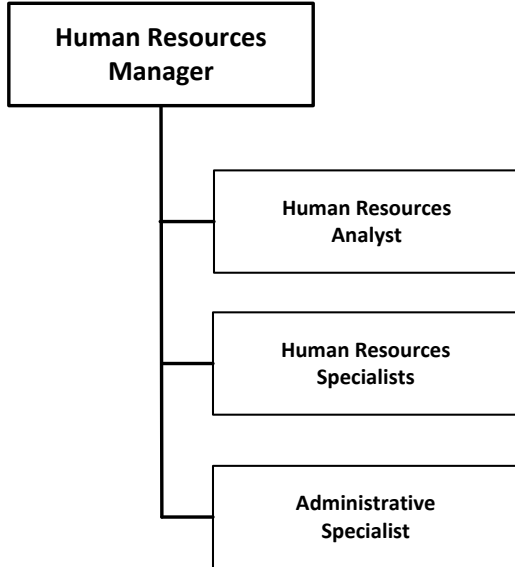 Human Resources
Manager
Human Resources
Analyst
Human Resources
Specialists
Administrative
Specialist